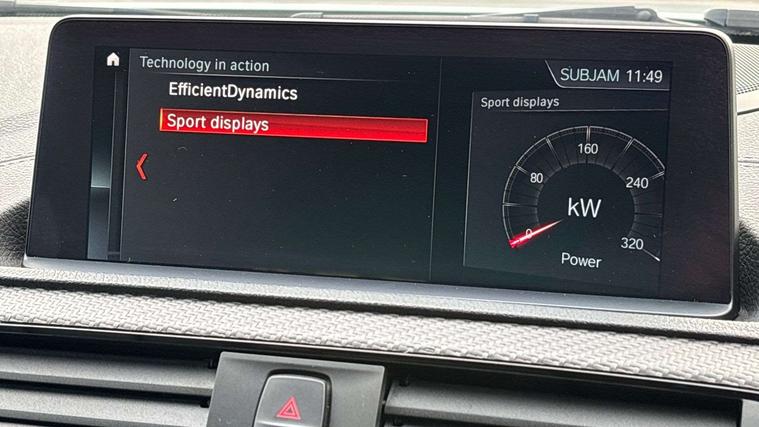 Technology in action
EfficientDynamics
Sport displays
SUBJAM 11:49
Sport displays
160
80
240
kW
0
320
Power